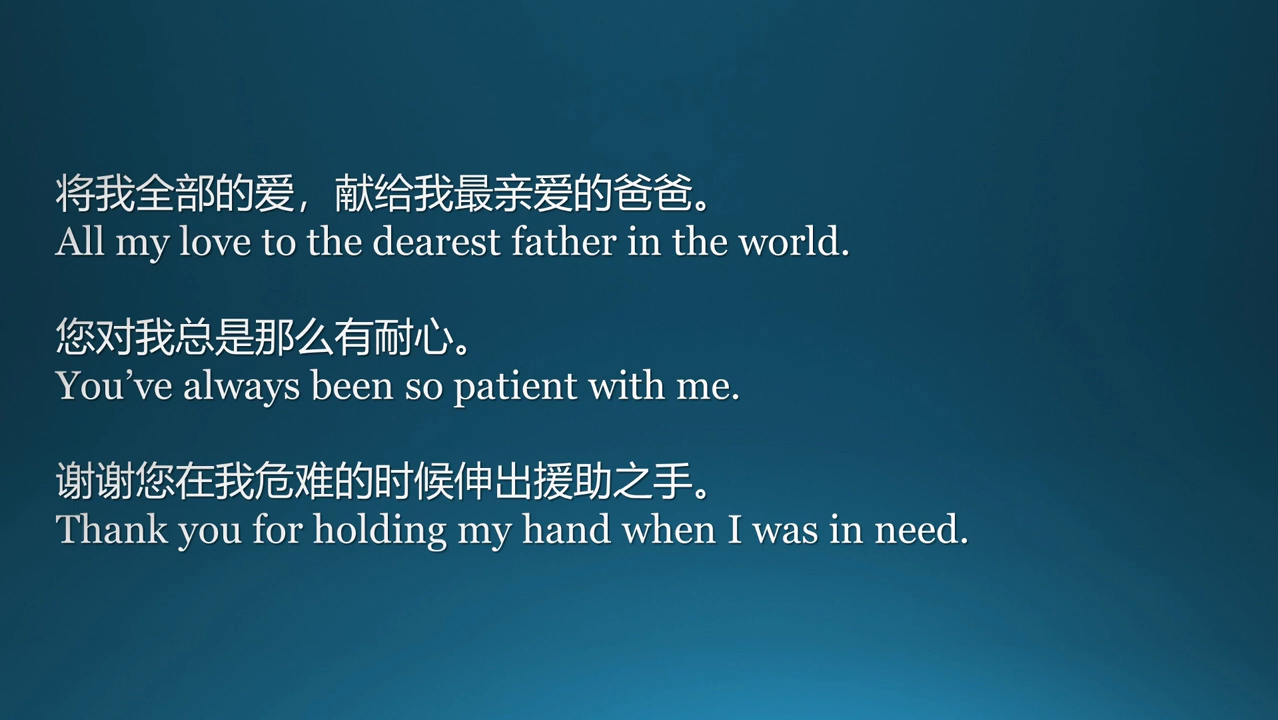 将我全部的爱，献给我最亲爱的爸爸。
All my love to the dearest father in the world.
您对我总是那么有耐心。
You’ve always been so patient with me.
谢谢您在我危难的时候伸出援助之手。
Thank you for holding my hand when I was in need.